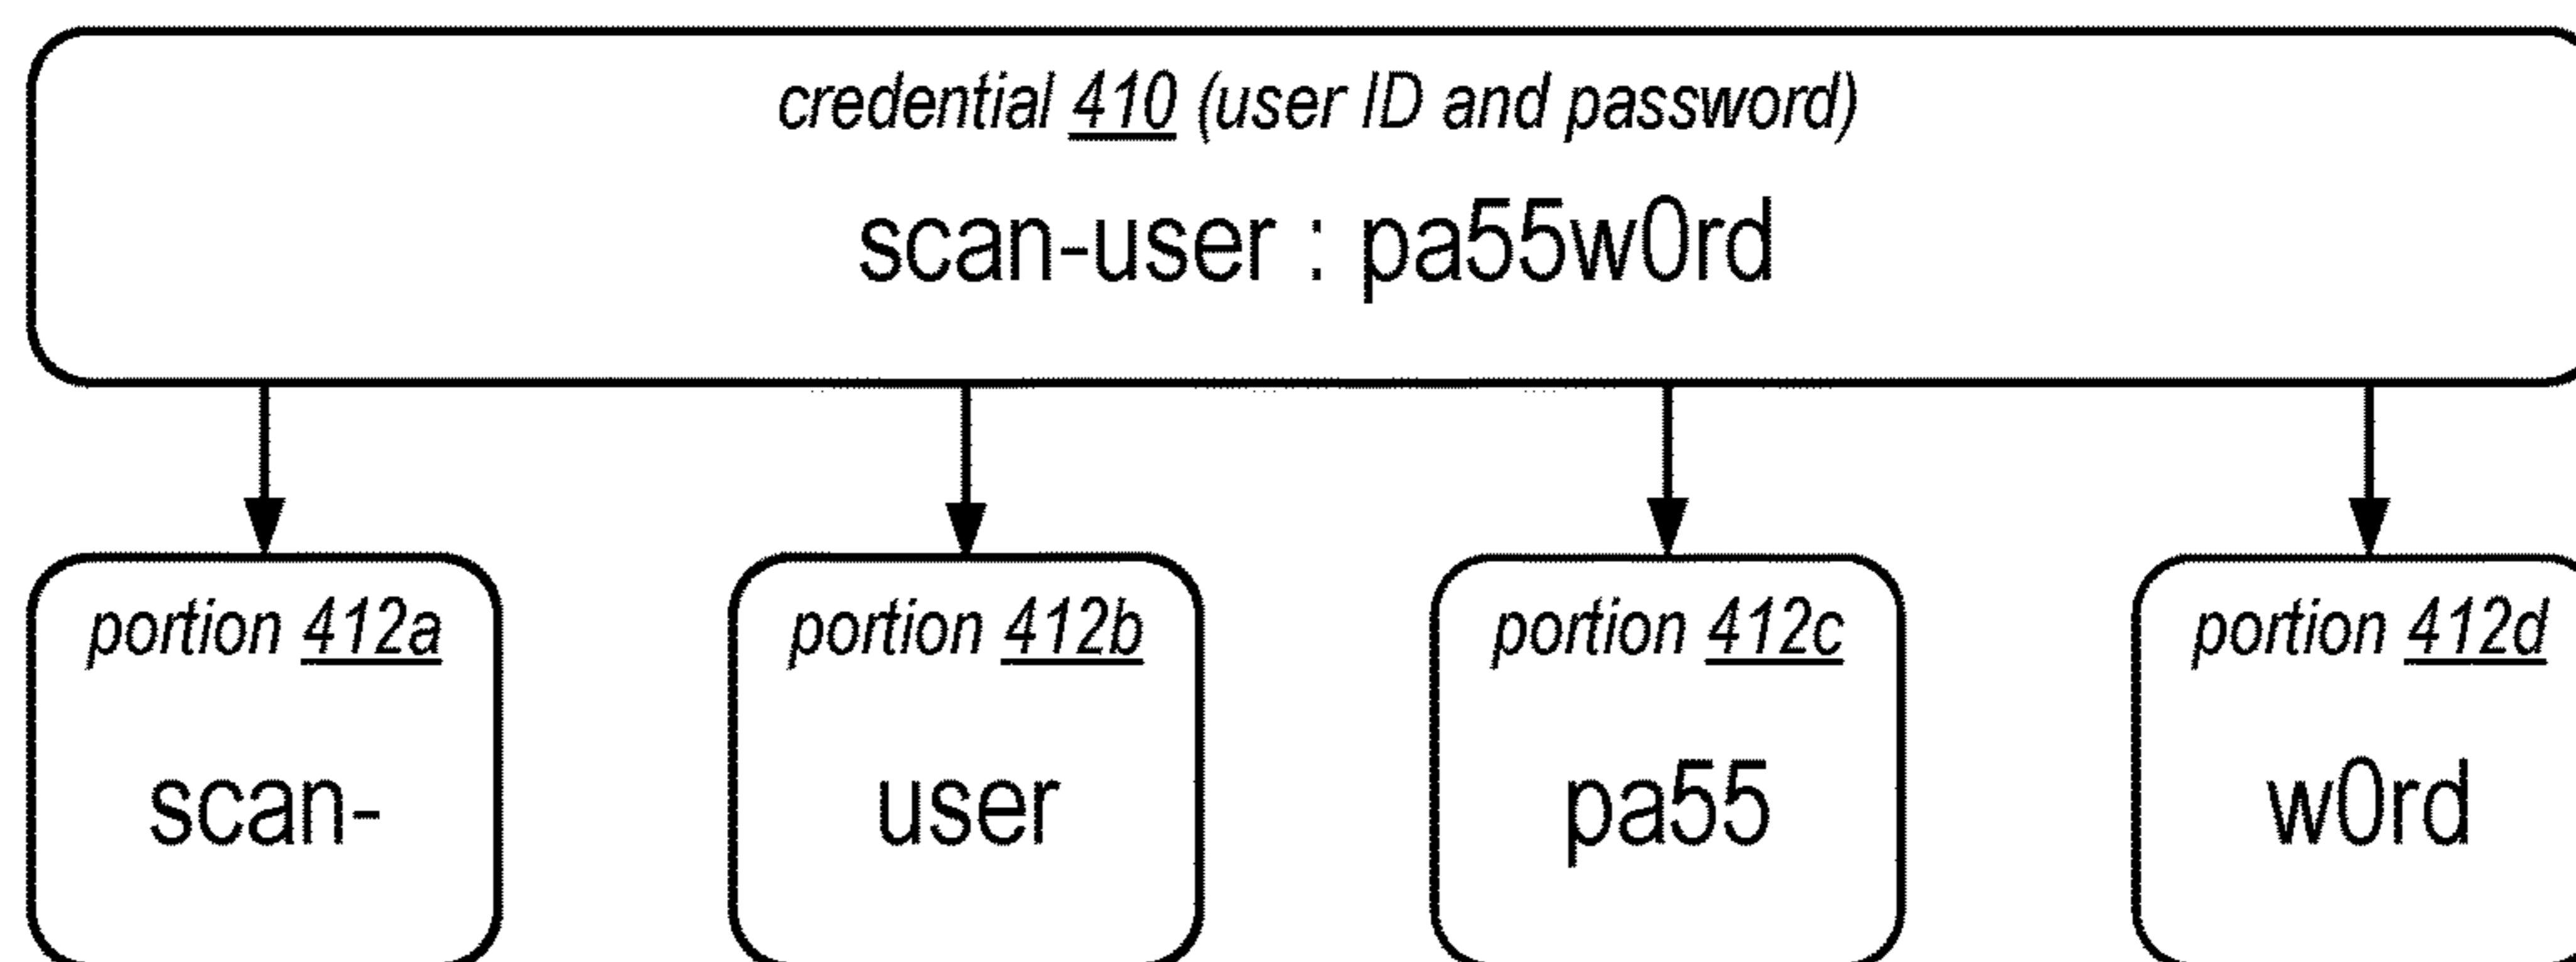 credential 410 (user ID and password)
scan-user : pa55w0rd
portion 412a
scan-
portion 412b
user
portion 412c
pa55
portion 412d
w0rd